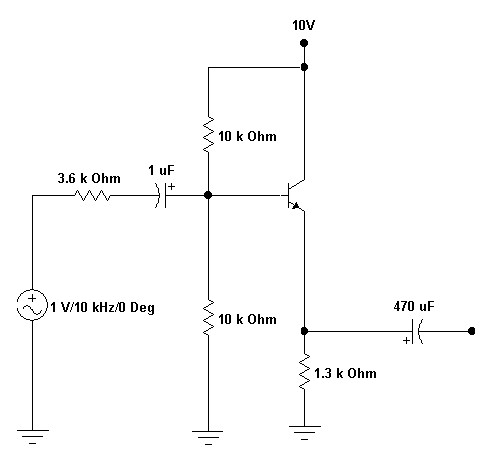 10V
10 k Ohm
1 uF
+
3.6 k Ohm
+
1 V/10 kHz/0 Deg
10 k Ohm
470 uF
+
1.3 k Ohm